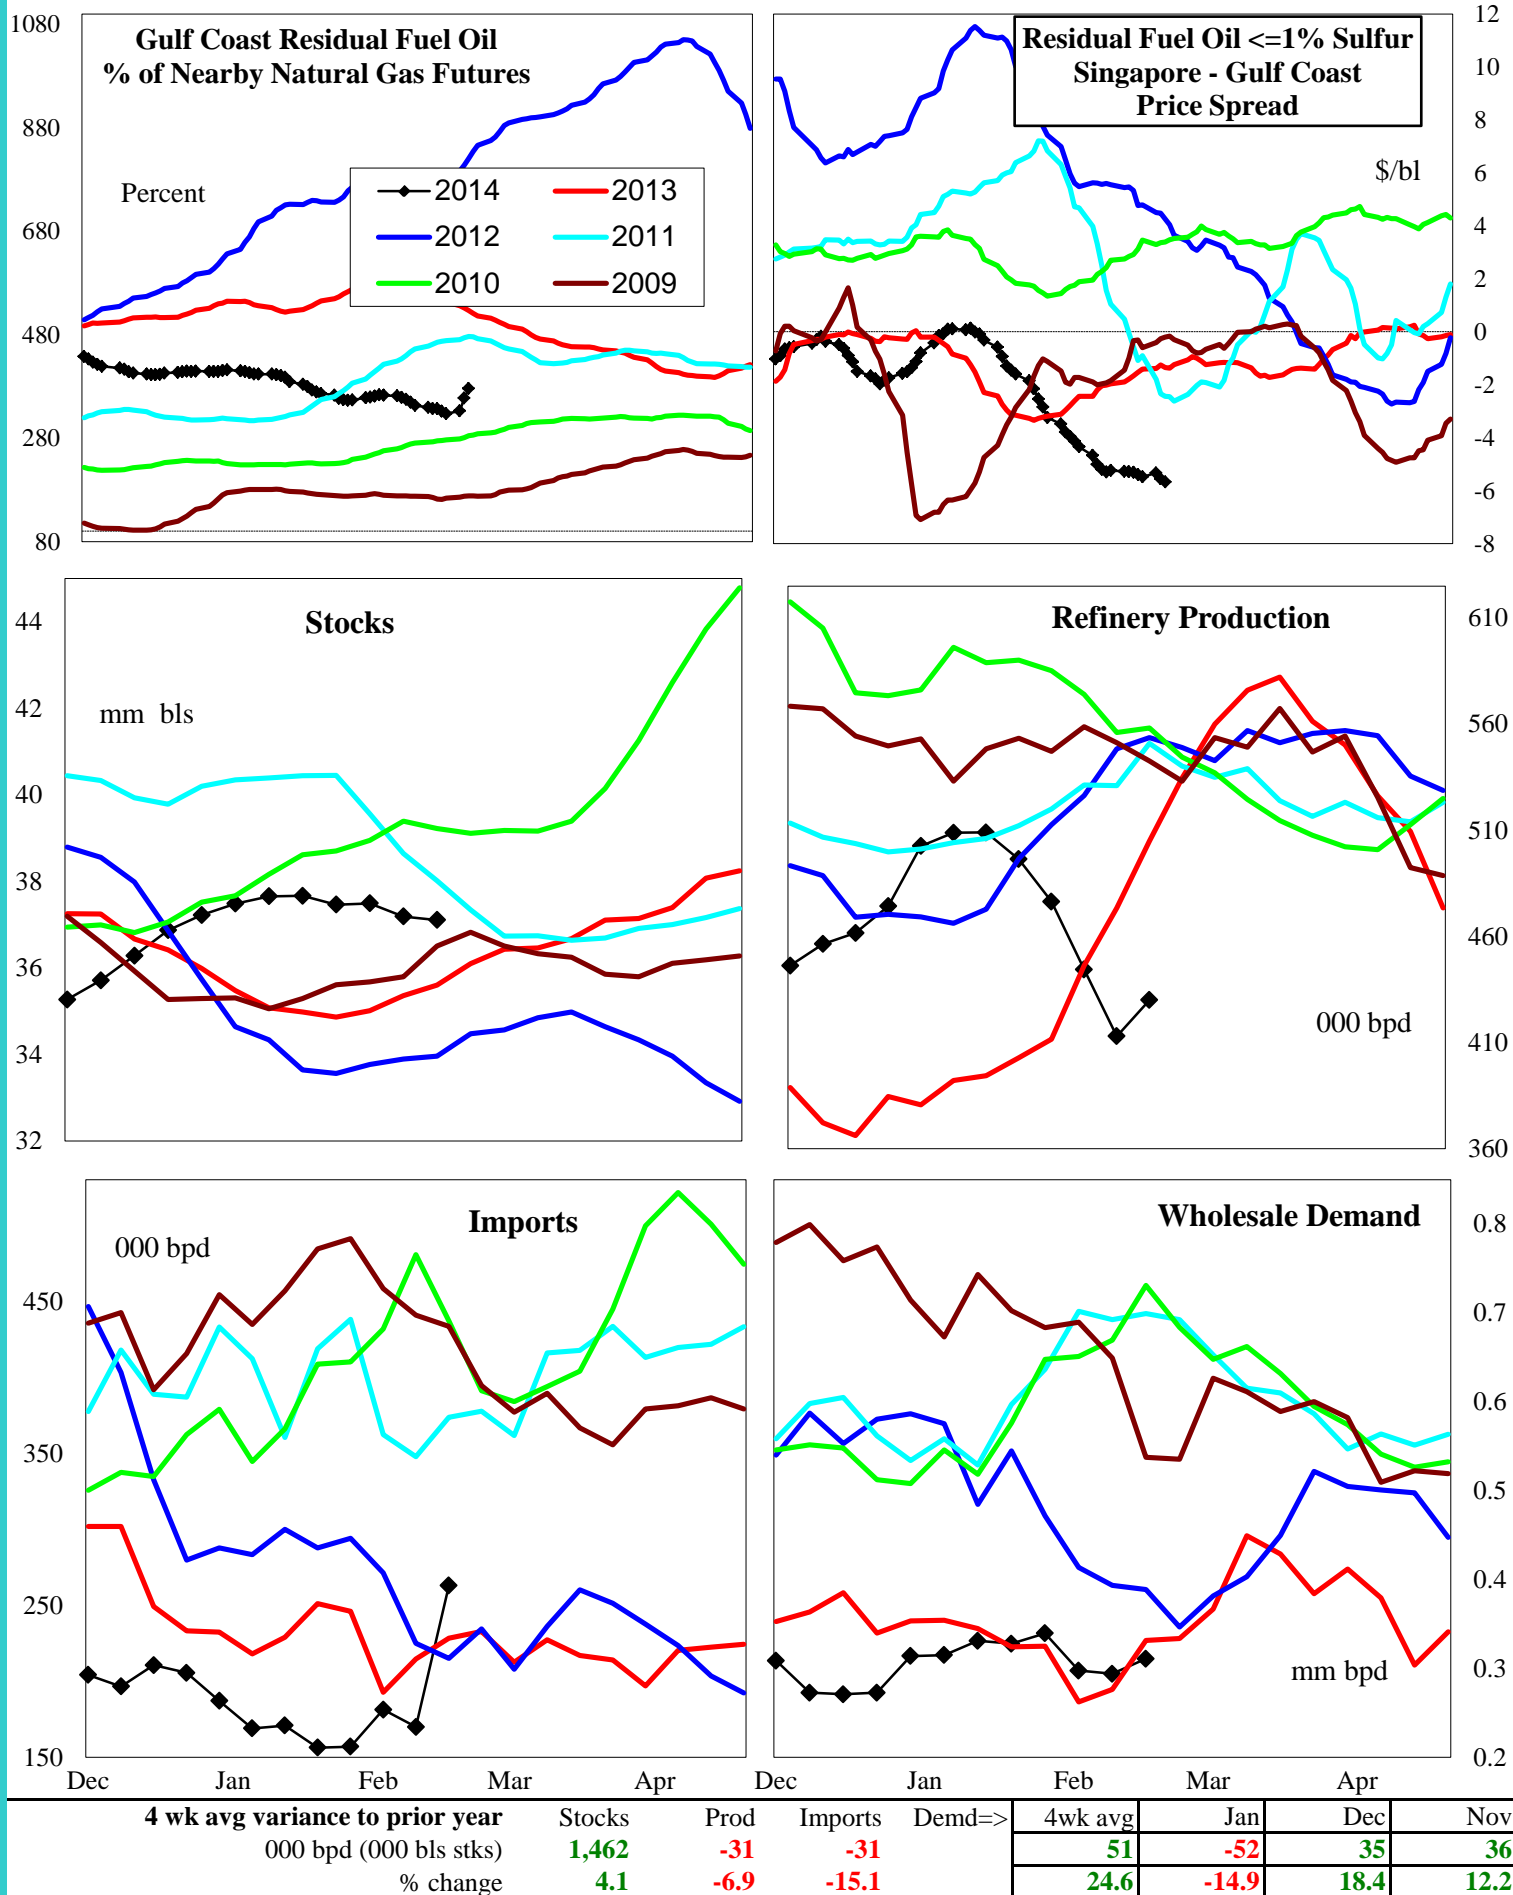 Gulf Coast Residual Fuel Oil
% of Nearby Natural Gas Futures
Percent
1080
880
680
480
280
80
2014
2013
2012
2011
2010
2009
Residual Fuel Oil <=1% Sulfur
Singapore - Gulf Coast
Price Spread
$/bl
12
10
8
6
4
2
0
-2
-4
-6
-8
Stocks
mm bls
44
42
40
38
36
34
32
Refinery Production
000 bpd
610
560
510
460
410
360
Imports
000 bpd
450
350
250
150
Dec Jan Feb Mar Apr
Wholesale Demand
mm bpd
0.8
0.7
0.6
0.5
0.4
0.3
0.2
Dec Jan Feb Mar Apr
4 wk avg variance to prior year Stocks Prod Imports Demd=> 4wk avg Jan Dec Nov
000 bpd (000 bls stks) 1,462 -31 -31 51 -52 35 36
% change 4.1 -6.9 -15.1 24.6 -14.9 18.4 12.2